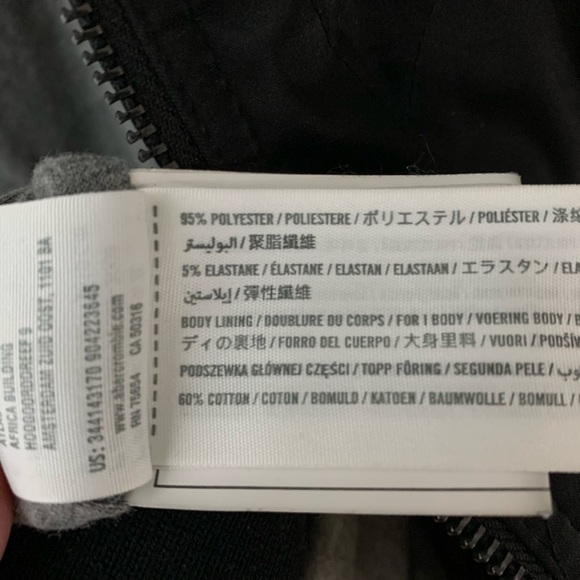 AFRICA BUILDING
HOOGOORDDREEF 9
AMSTERDAM ZUID OOST, 1101 BA
US: 344143170 904223645
www.abercrombie.com
RN 75654 CA 50316
95% POLYESTER / POLIESTERE / ポリエステル / POLIÉSTER / 涤纶
البوليستر / 聚脂纖維
5% ELASTANE / ÉLASTANE / ELASTAN / ELASTAAN / エラスタン / ELA
إيلاستين / 彈性纖維
BODY LINING / DOUBLURE DU CORPS / FOR I BODY / VOERING BODY /
ディの裏地 / FORRO DEL CUERPO / 大身里料 / VUORI / PODŠÍV
PODSZEWKA GŁÓWNEJ CZĘŚCI / TOPP FÔRING / SEGUNDA PELE /
60% COTTON / COTON / BOMULD / KATOEN / BAUMWOLLE / BOMULL /